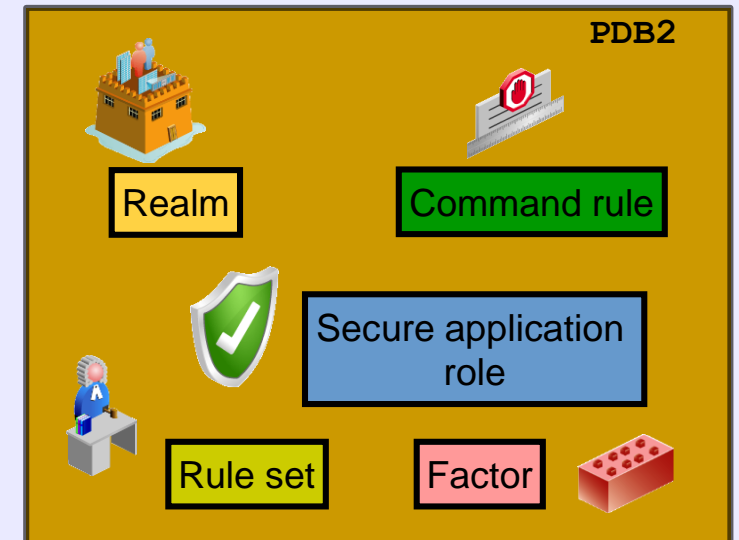 PDB2
Realm
Command rule
Secure application
role
Rule set
Factor